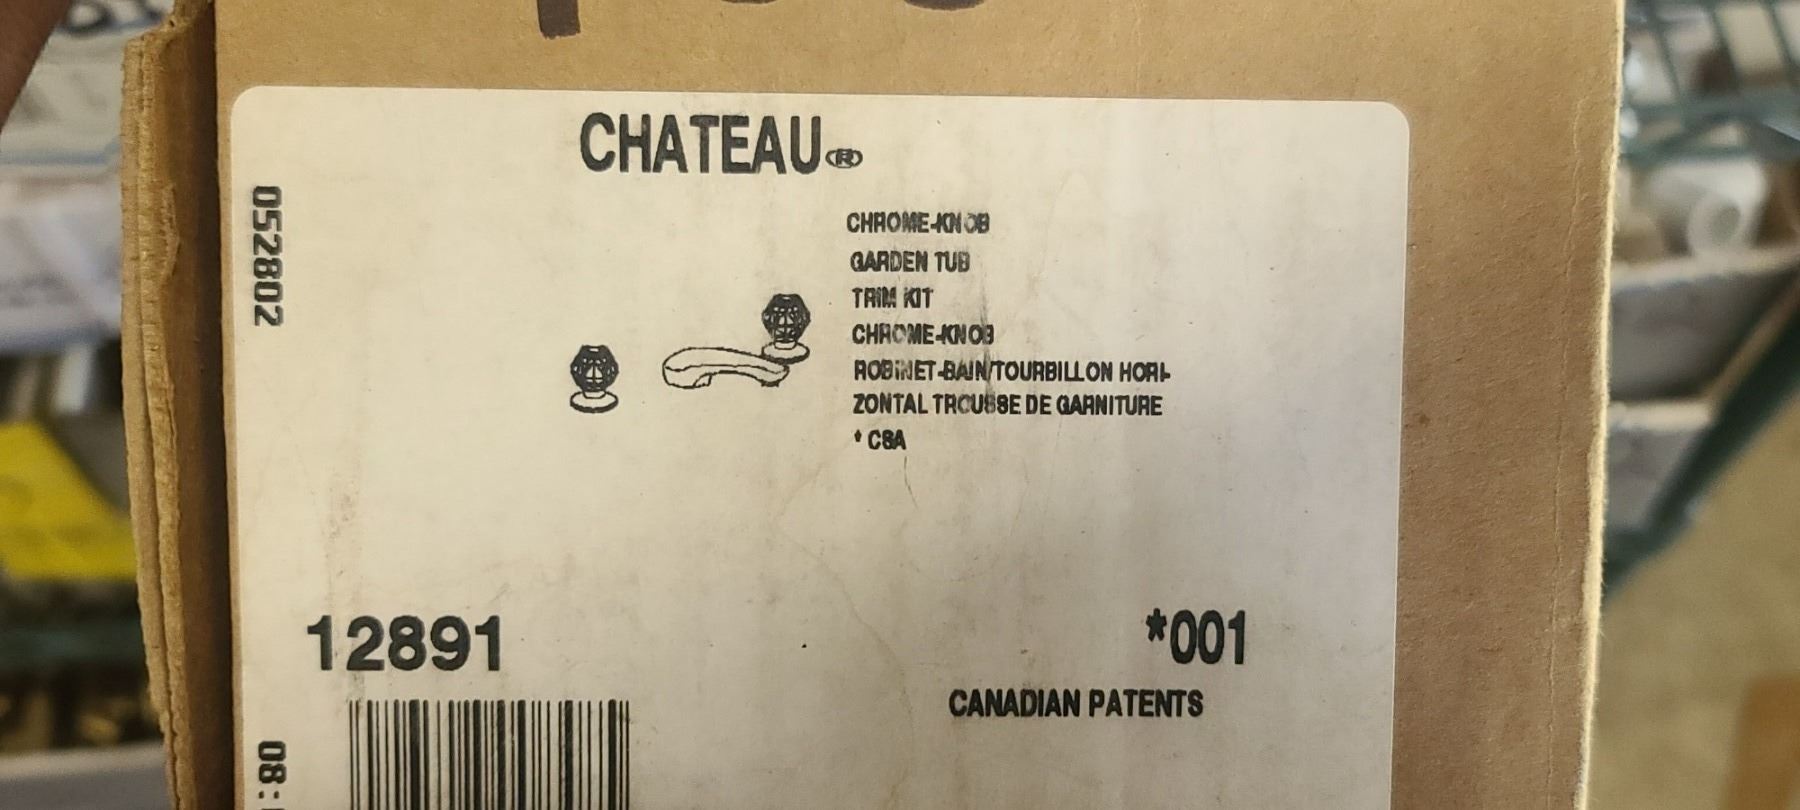 CHATEAU®
052802
CHROME-KNOB
GARDEN TUB
TRIM KIT
CHROME-KNOB
ROBINET-BAIN/TOURBILLON HORI-
ZONTAL TROUSSE DE GARNITURE
* CSA
12891
*001
CANADIAN PATENTS
08: